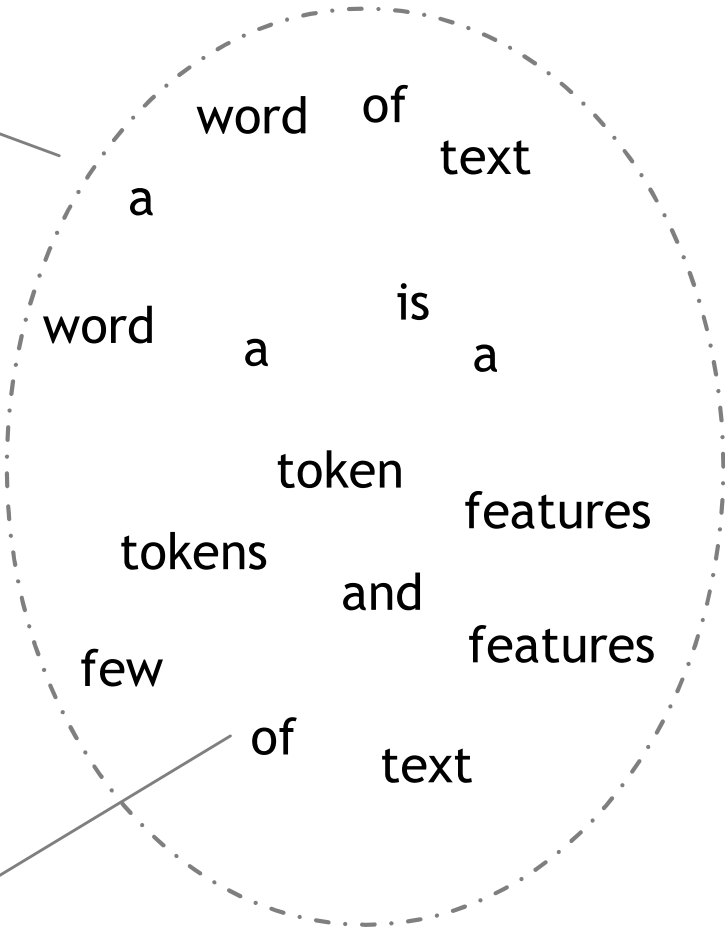 word of
text
a
is
word a a
token
features
tokens
and
features
few
of text